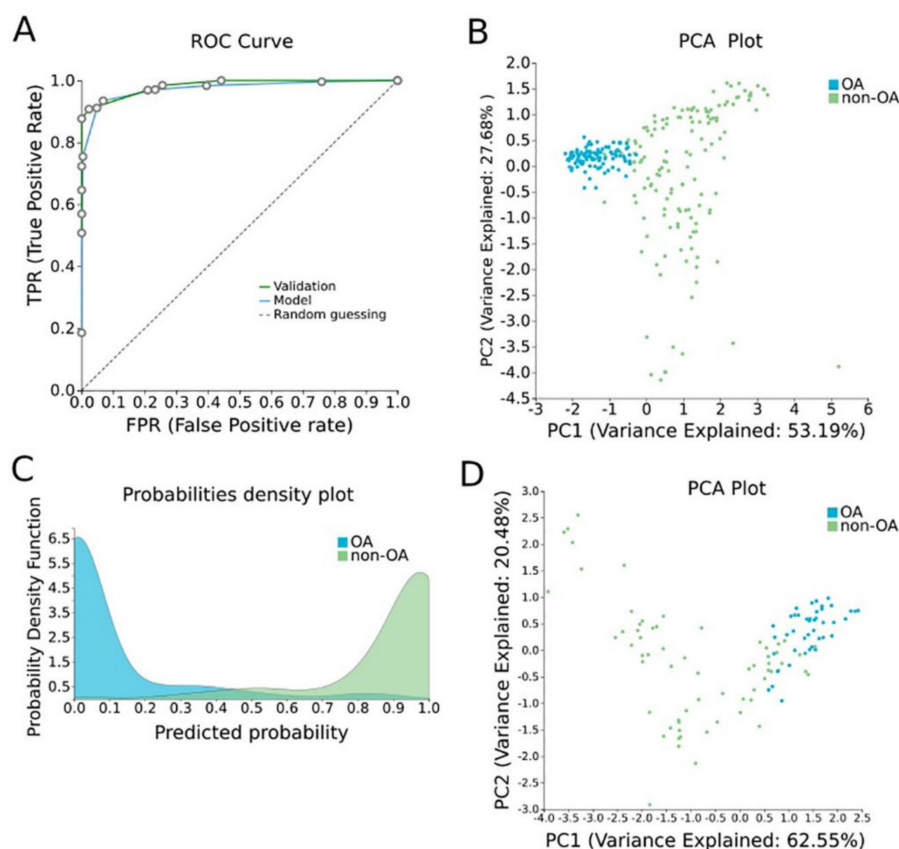 A
ROC Curve
TPR (True Positive Rate)
1.0
0.8
0.6
0.4
0.2
0.0
Validation
Model
Random guessing
0.0 0.1 0.2 0.3 0.4 0.5 0.6 0.7 0.8 0.9 1.0
FPR (False Positive rate)
B
PCA Plot
OA
non-OA
PC2 (Variance Explained: 27.68% )
2.0
1.5
1.0
0.5
0.0
-0.5
-1.0
-1.5
-2.0
-2.5
-3.0
-3.5
-4.0
-4.5
-3 -2 -1 0 1 2 3 4 5 6
PC1 (Variance Explained: 53.19%)
C
Probabilities density plot
OA
non-OA
Probability Density Function
6.5
5.5
4.5
3.5
2.5
1.5
0.5
0.0 0.1 0.2 0.3 0.4 0.5 0.6 0.7 0.8 0.9 1.0
Predicted probability
D
PCA Plot
OA
non-OA
PC2 (Variance Explained: 20.48%)
3.0
2.5
2.0
1.5
1.0
0.5
0.0
-0.5
-1.0
-1.5
-2.0
-2.5
-3.0
-4.0 -3.5 -3.0 -2.5 -2.0 -1.5 -1.0 -0.5 0.0 0.5 1.0 1.5 2.0 2.5
PC1 (Variance Explained: 62.55%)